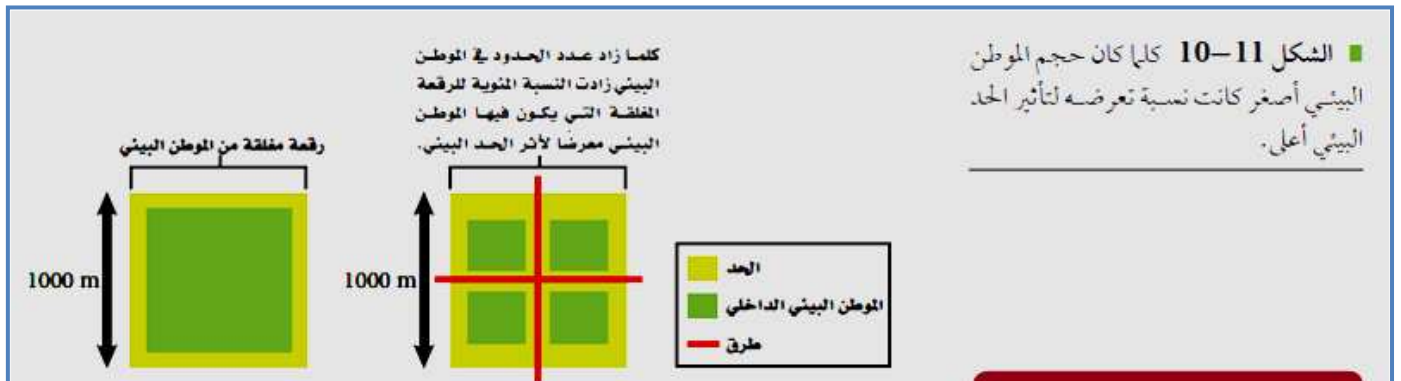 ■ الشكل 11–10 كلما كان حجم الموطن
البيئي أصغر كانت نسبة تعرضه لتأثير الحد
البيئي أعلى.
كلما زاد عدد الحدود في الموطن
البيئي زادت النسبة المئوية للرقعة
المغلقة التي يكون فيها الموطن
البيئي معرضًا لأثر الحد البيئي.
رقعة مغلقة من الموطن البيئي
1000 m
1000 m
الحد
الموطن البيئي الداخلي
طرق